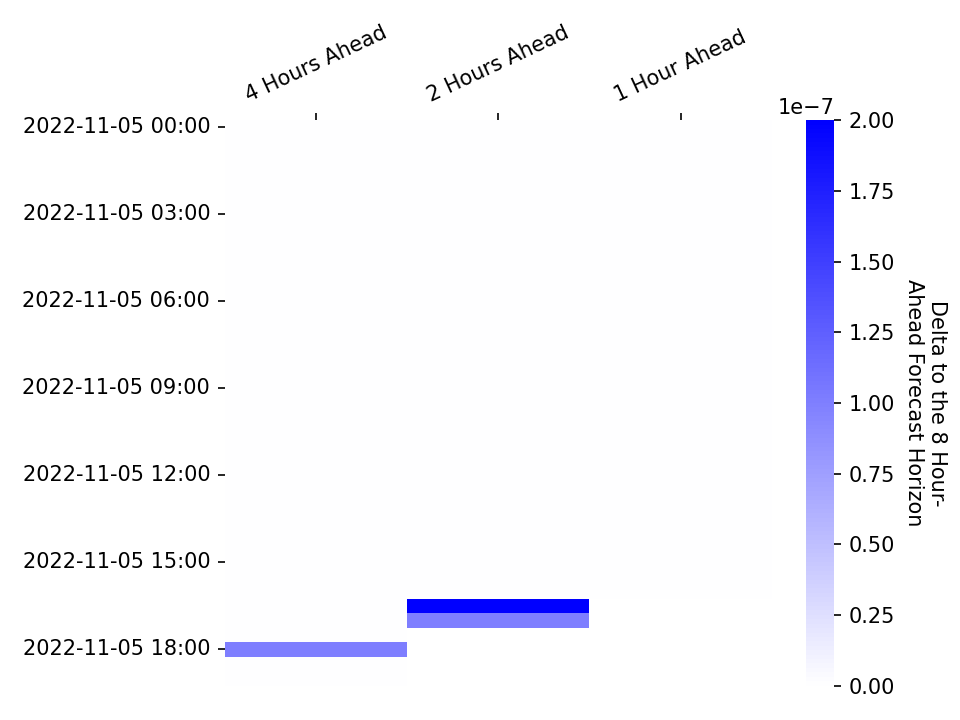 4 Hours Ahead
2 Hours Ahead
1 Hour Ahead
2022-11-05 00:00
2022-11-05 03:00
2022-11-05 06:00
2022-11-05 09:00
2022-11-05 12:00
2022-11-05 15:00
2022-11-05 18:00
1e−7
2.00
1.75
1.50
1.25
1.00
0.75
0.50
0.25
0.00
Delta to the 8 Hour-
Ahead Forecast Horizon